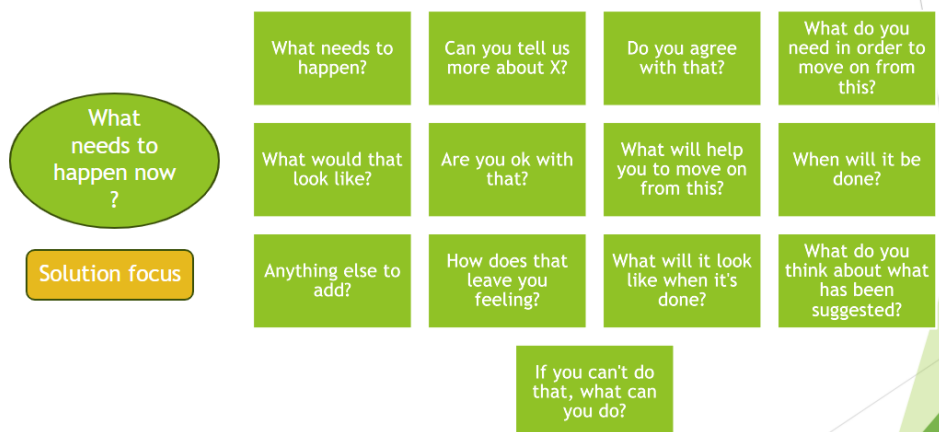 What
needs to
happen now
?
Solution focus
What needs to
happen?
Can you tell us
more about X?
Do you agree
with that?
What do you
need in order to
move on from
this?
What would that
look like?
Are you ok with
that?
What will help
you to move on
from this?
When will it be
done?
Anything else to
add?
How does that
leave you
feeling?
What will it look
like when it's
done?
What do you
think about what
has been
suggested?
If you can't do
that, what can
you do?